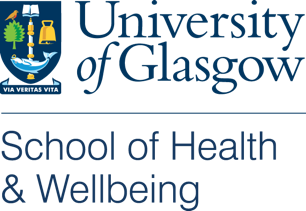 University
of Glasgow
VIA VERITAS VITA
School of Health
& Wellbeing